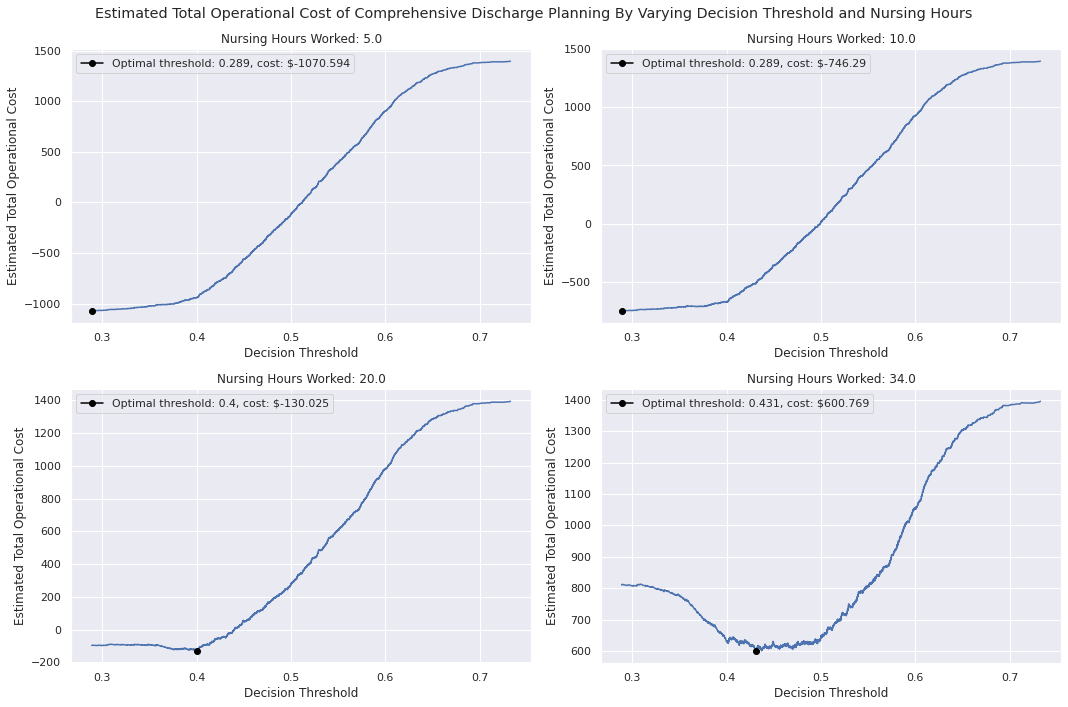 Estimated Total Operational Cost of Comprehensive Discharge Planning By Varying Decision Threshold and Nursing Hours
Nursing Hours Worked: 5.0
Optimal threshold: 0.289, cost: $-1070.594
Estimated Total Operational Cost
1500
1000
500
0
−500
−1000
0.3 0.4 0.5 0.6 0.7
Decision Threshold
Nursing Hours Worked: 10.0
Optimal threshold: 0.289, cost: $-746.29
Estimated Total Operational Cost
1500
1000
500
0
−500
0.3 0.4 0.5 0.6 0.7
Decision Threshold
Nursing Hours Worked: 20.0
Optimal threshold: 0.4, cost: $-130.025
Estimated Total Operational Cost
1400
1200
1000
800
600
400
200
0
−200
0.3 0.4 0.5 0.6 0.7
Decision Threshold
Nursing Hours Worked: 34.0
Optimal threshold: 0.431, cost: $600.769
Estimated Total Operational Cost
1400
1300
1200
1100
1000
900
800
700
600
0.3 0.4 0.5 0.6 0.7
Decision Threshold